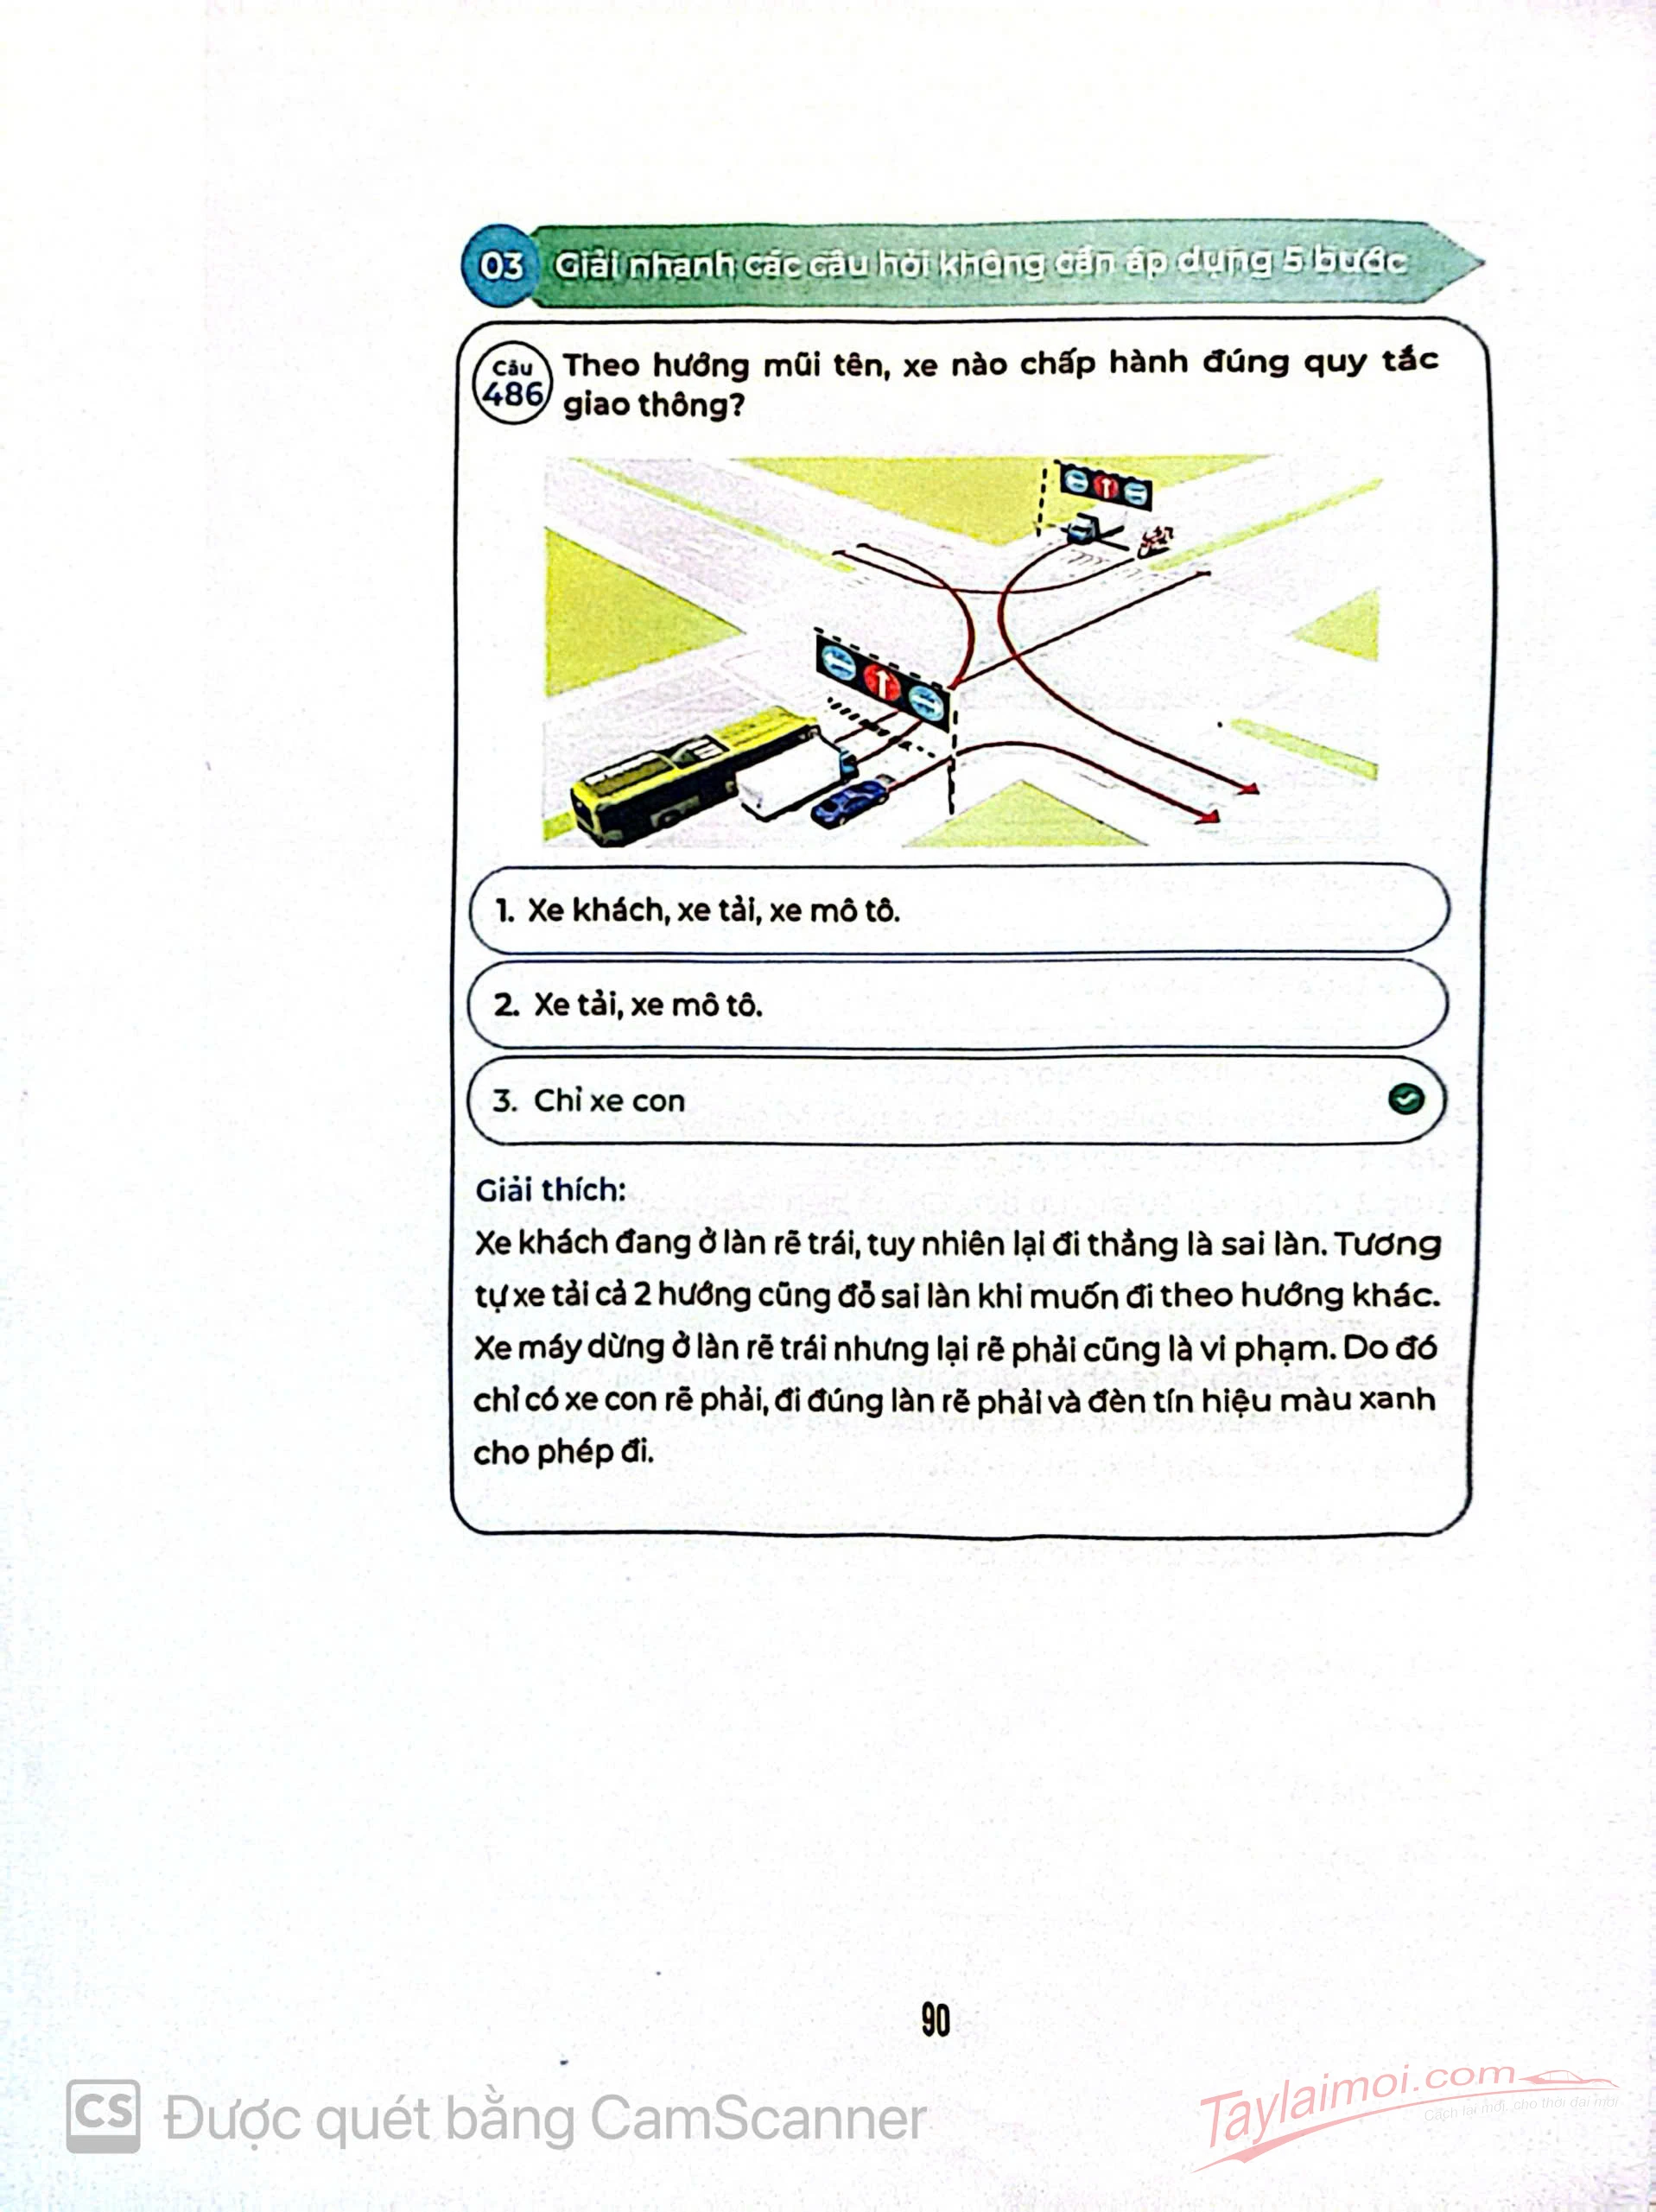 03 Giải nhanh các câu hỏi không cần áp dụng 5 bước
Câu
486
Theo hướng mũi tên, xe nào chấp hành đúng quy tắc
giao thông?
1. Xe khách, xe tải, xe mô tô.
2. Xe tải, xe mô tô.
3. Chỉ xe con
Giải thích:
Xe khách đang ở làn rẽ trái, tuy nhiên lại đi thẳng là sai làn. Tương
tự xe tải cả 2 hướng cũng đỗ sai làn khi muốn đi theo hướng khác.
Xe máy dừng ở làn rẽ trái nhưng lại rẽ phải cũng là vi phạm. Do đó
chỉ có xe con rẽ phải, đi đúng làn rẽ phải và đèn tín hiệu màu xanh
cho phép đi.
90
CS Được quét bằng CamScanner
Taylaimoi.com
Cách lái mới, cho thời đại mới